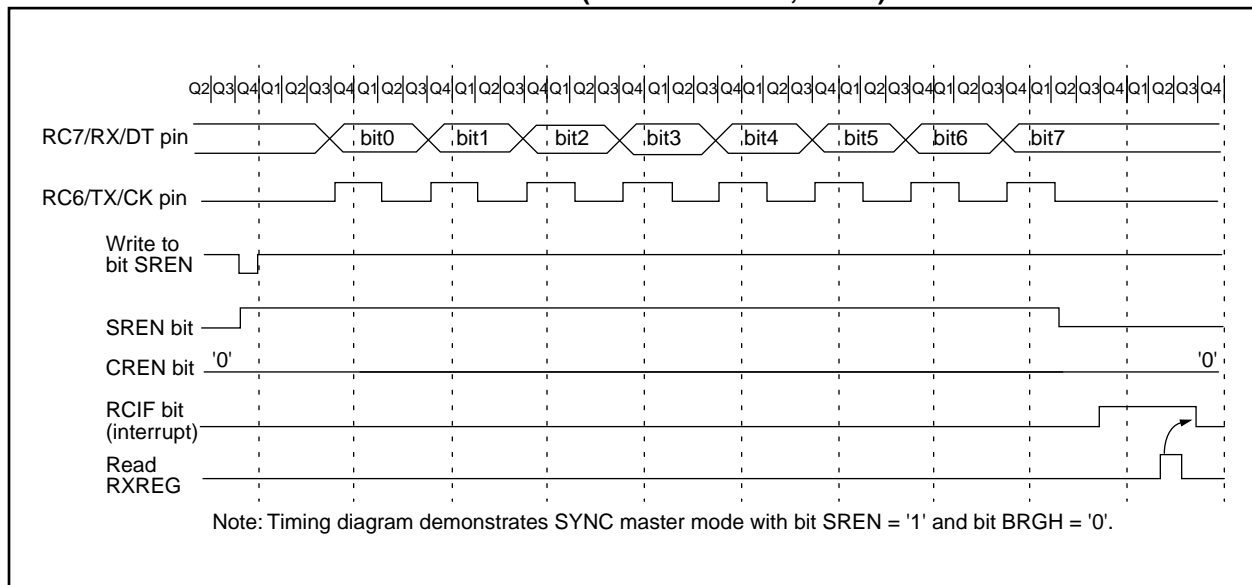 Q2 Q3 Q4 Q1 Q2 Q3 Q4 Q1 Q2 Q3 Q4 Q1 Q2 Q3 Q4 Q1 Q2 Q3 Q4 Q1 Q2 Q3 Q4 Q1 Q2 Q3 Q4 Q1 Q2 Q3 Q4 Q1 Q2 Q3 Q4 Q1 Q2 Q3 Q4 Q1 Q2 Q3 Q4
RC7/RX/DT pin bit0 bit1 bit2 bit3 bit4 bit5 bit6 bit7
RC6/TX/CK pin
Write to
bit SREN
SREN bit
CREN bit '0' '0'
RCIF bit
(interrupt)
Read
RXREG
Note: Timing diagram demonstrates SYNC master mode with bit SREN = '1' and bit BRGH = '0'.